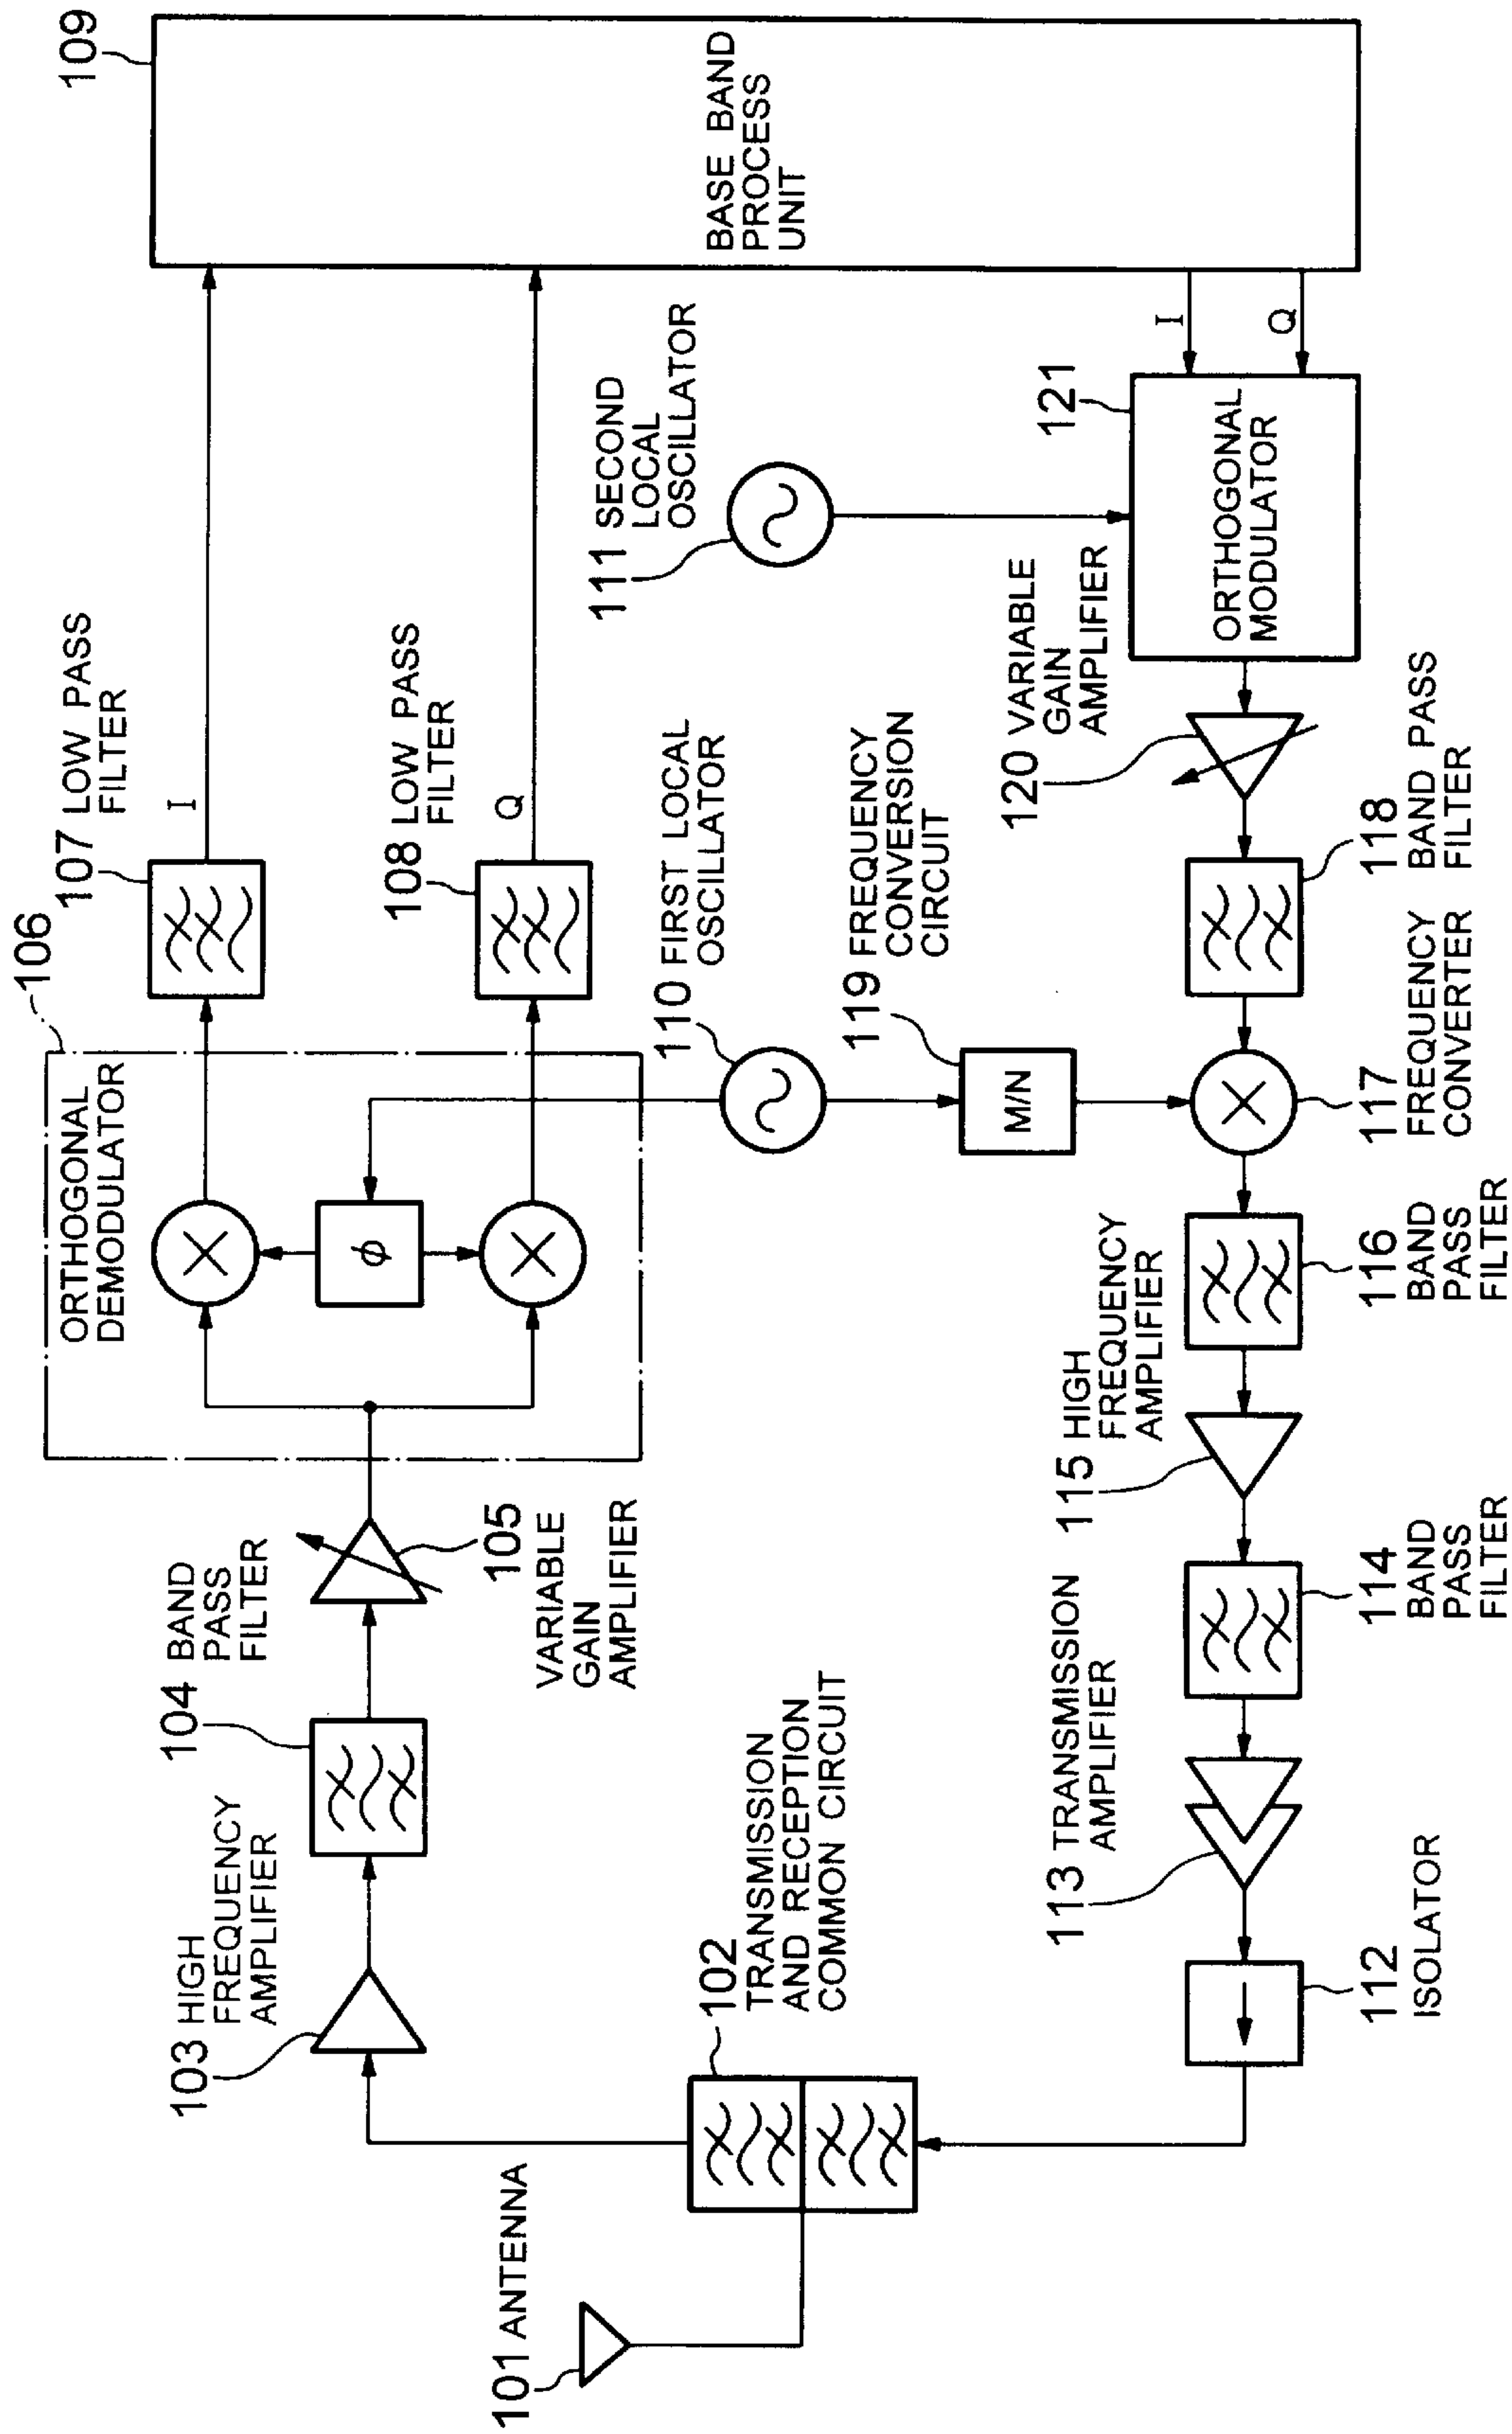 101 ANTENNA
102
TRANSMISSION
AND RECEPTION
COMMON CIRCUIT
103 HIGH
FREQUENCY
AMPLIFIER
104 BAND
PASS
FILTER
105
VARIABLE
GAIN
AMPLIFIER
106
ORTHOGONAL
DEMODULATOR
ϕ
107 LOW PASS
FILTER
I
108 LOW PASS
FILTER
Q
109
BASE BAND
PROCESS
UNIT
110 FIRST LOCAL
OSCILLATOR
111 SECOND
LOCAL
OSCILLATOR
119 FREQUENCY
CONVERSION
CIRCUIT
M/N
I
Q
121
ORTHOGONAL
MODULATOR
120 VARIABLE
GAIN
AMPLIFIER
118 BAND PASS
FILTER
117 FREQUENCY
CONVERTER
116 BAND
PASS
FILTER
115 HIGH
FREQUENCY
AMPLIFIER
114 BAND
PASS
FILTER
113 TRANSMISSION
AMPLIFIER
112
ISOLATOR